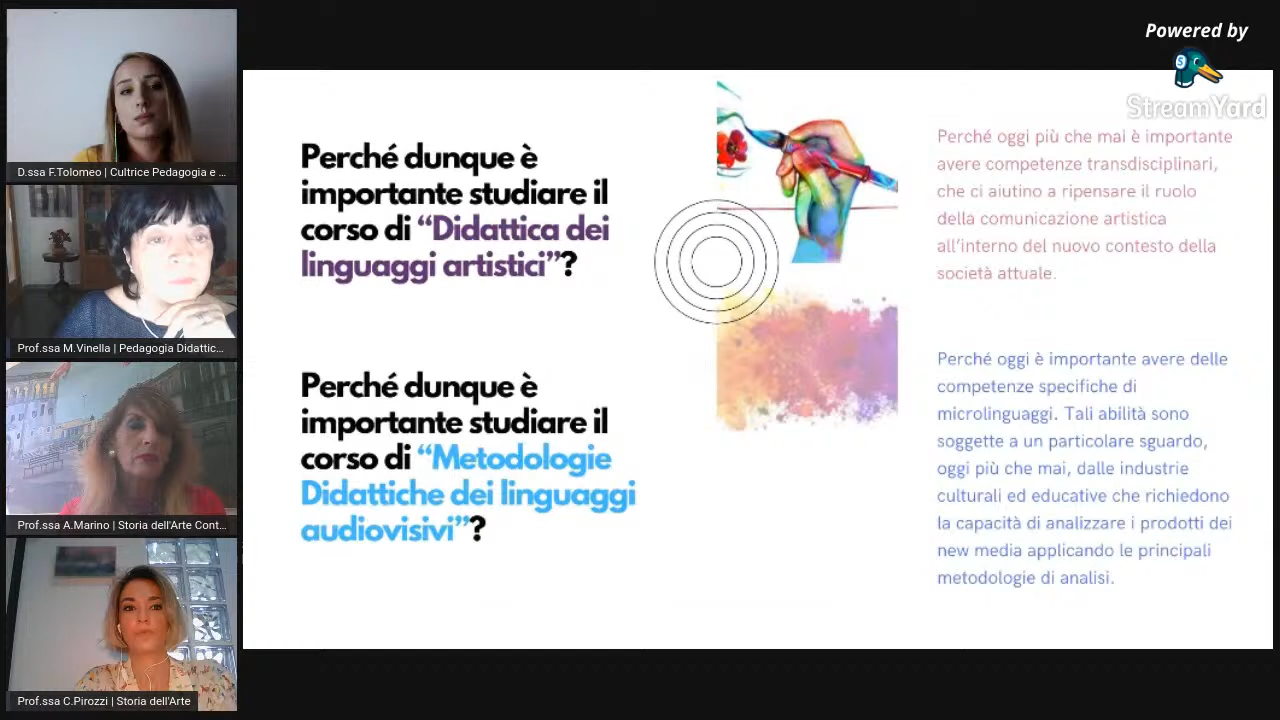 Powered by
StreamYard
D.ssa F.Tolomeo | Cultrice Pedagogia e ...
Prof.ssa M.Vinella | Pedagogia Didattic...
Prof.ssa A.Marino | Storia dell'Arte Cont...
Prof.ssa C.Pirozzi | Storia dell'Arte
Perché dunque è
importante studiare il
corso di “Didattica dei
linguaggi artistici”?
Perché oggi più che mai è importante
avere competenze transdisciplinari,
che ci aiutino a ripensare il ruolo
della comunicazione artistica
all’interno del nuovo contesto della
società attuale.
Perché dunque è
importante studiare il
corso di “Metodologie
Didattiche dei linguaggi
audiovisivi”?
Perché oggi è importante avere delle
competenze specifiche di
microlinguaggi. Tali abilità sono
soggette a un particolare sguardo,
oggi più che mai, dalle industrie
culturali ed educative che richiedono
la capacità di analizzare i prodotti dei
new media applicando le principali
metodologie di analisi.